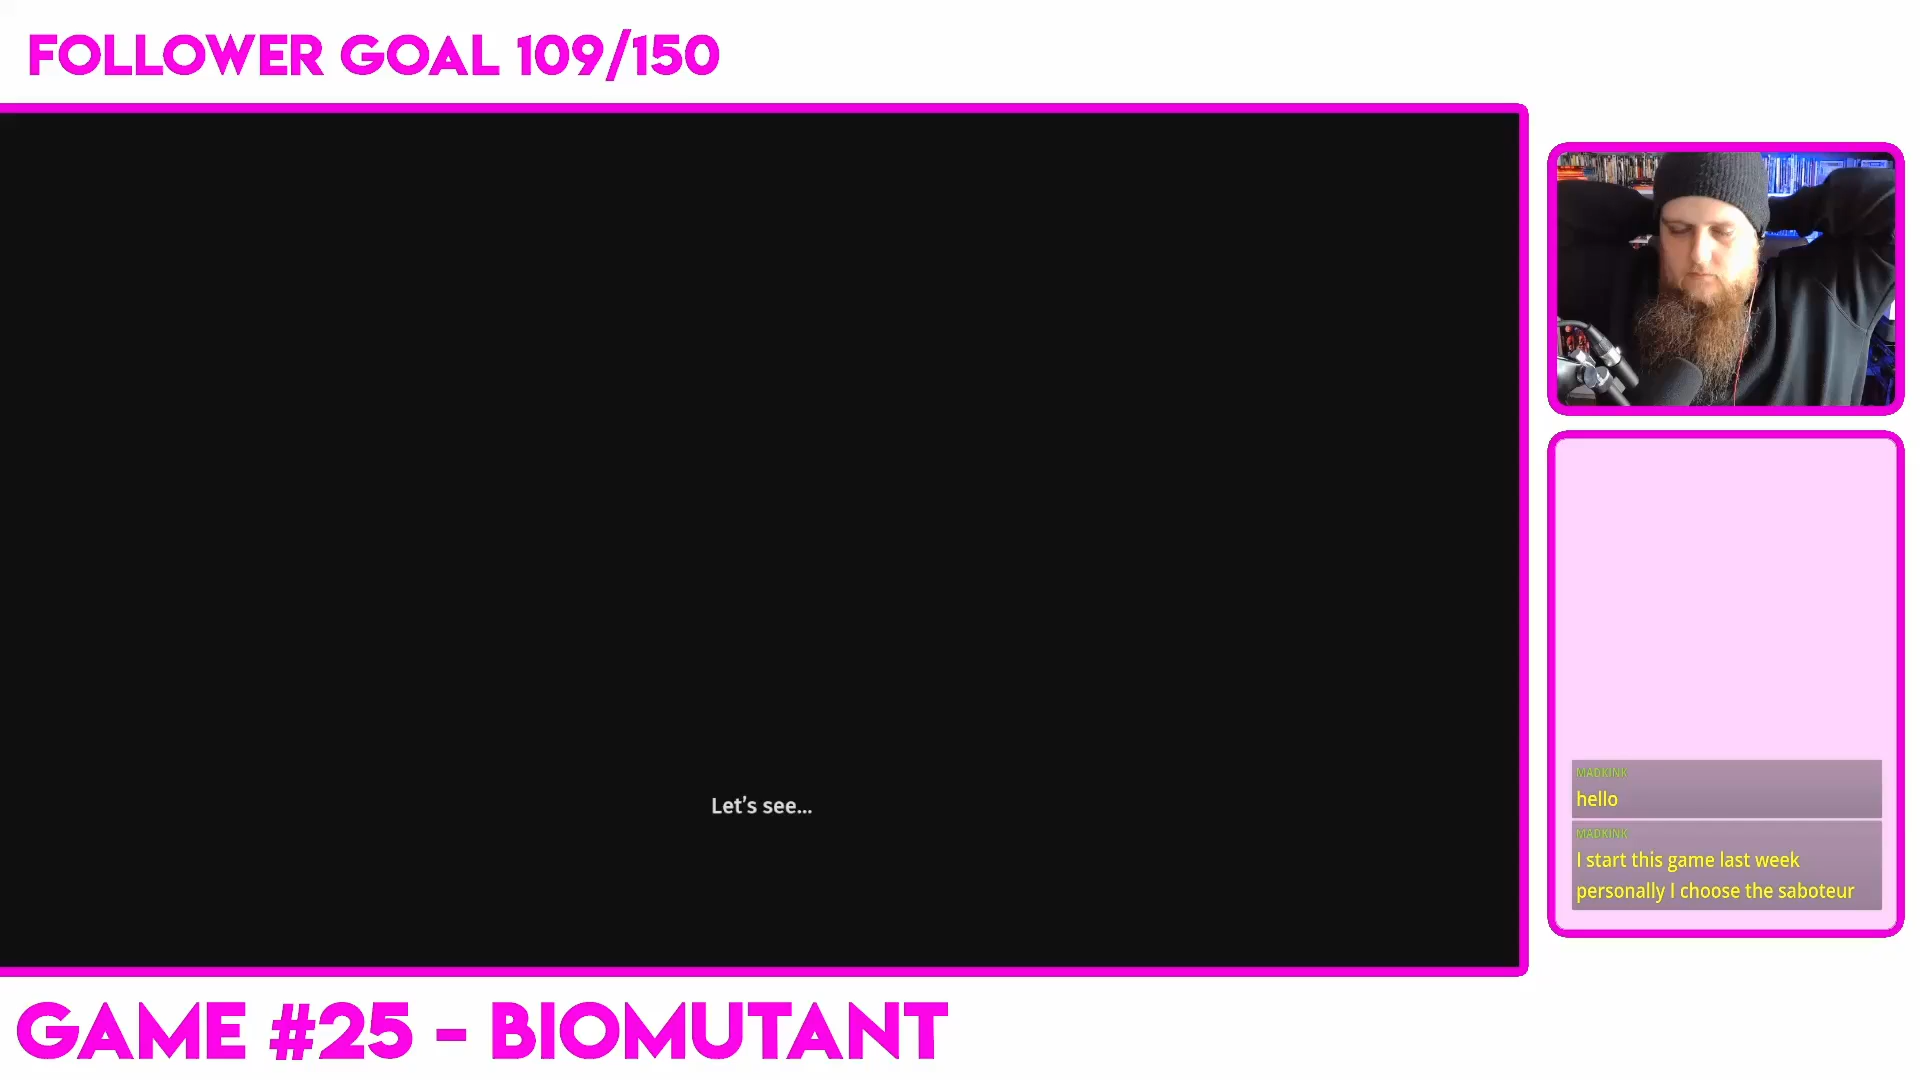 FOLLOWER GOAL 109/150
Let's see...
MADKINK
hello
MADKINK
I start this game last week
personally I choose the saboteur
GAME #25 - BIOMUTANT